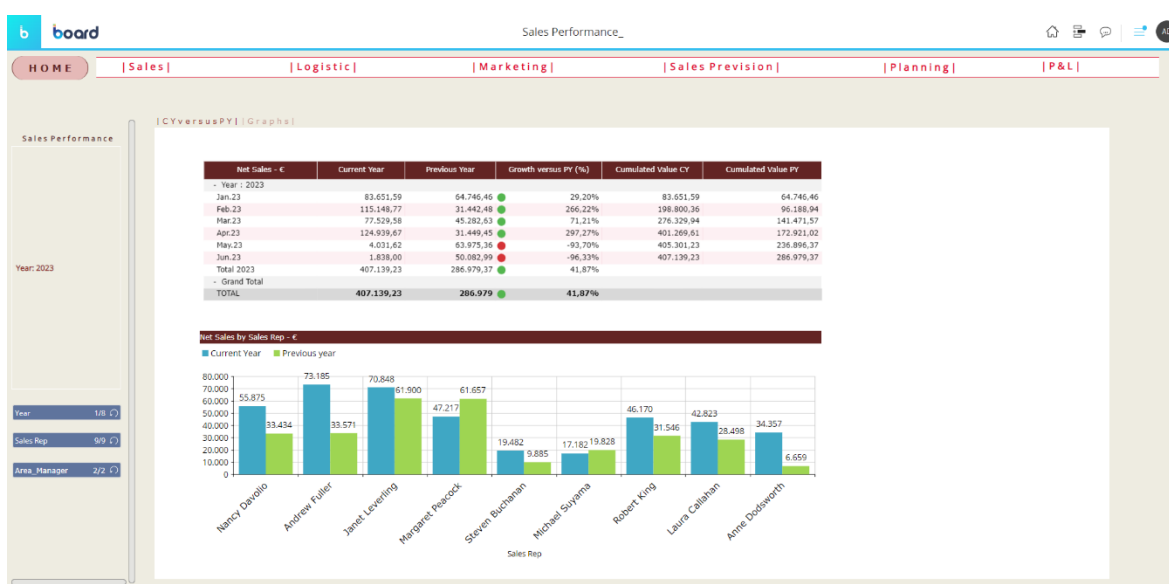 b board Sales Performance_ AD
HOME |Sales| |Logistic| |Marketing| |Sales Prevision| |Planning| |P&L|
|CYversusPY| |Graphs|
Sales Performance
Year: 2023
Year 1/8
Sales Rep 9/9
Area_Manager 2/2
Net Sales - € Current Year Previous Year Growth versus PY (%) Cumulated Value CY Cumulated Value PY
- Year : 2023
Jan.23 83.651,59 64.746,46 29,20% 83.651,59 64.746,46
Feb.23 115.148,77 31.442,48 266,22% 198.800,36 96.188,94
Mar.23 77.529,58 45.282,63 71,21% 276.329,94 141.471,57
Apr.23 124.939,67 31.449,45 297,27% 401.269,61 172.921,02
May.23 4.031,62 63.975,36 -93,70% 405.301,23 236.896,37
Jun.23 1.838,00 50.082,99 -96,33% 407.139,23 286.979,37
Total 2023 407.139,23 286.979,37 41,87%
- Grand Total
TOTAL 407.139,23 286.979 41,87%
Net Sales by Sales Rep - €
Current Year Previous year
80.000
70.000
60.000
50.000
40.000
30.000
20.000
10.000
0
55.875 33.434
73.185 33.571
70.848 61.900
47.217 61.657
19.482 9.885
17.182 19.828
46.170 31.546
42.823 28.498
34.357 6.659
Nancy Davolio
Andrew Fuller
Janet Leverling
Margaret Peacock
Steven Buchanan
Michael Suyama
Robert King
Laura Callahan
Anne Dodsworth
Sales Rep